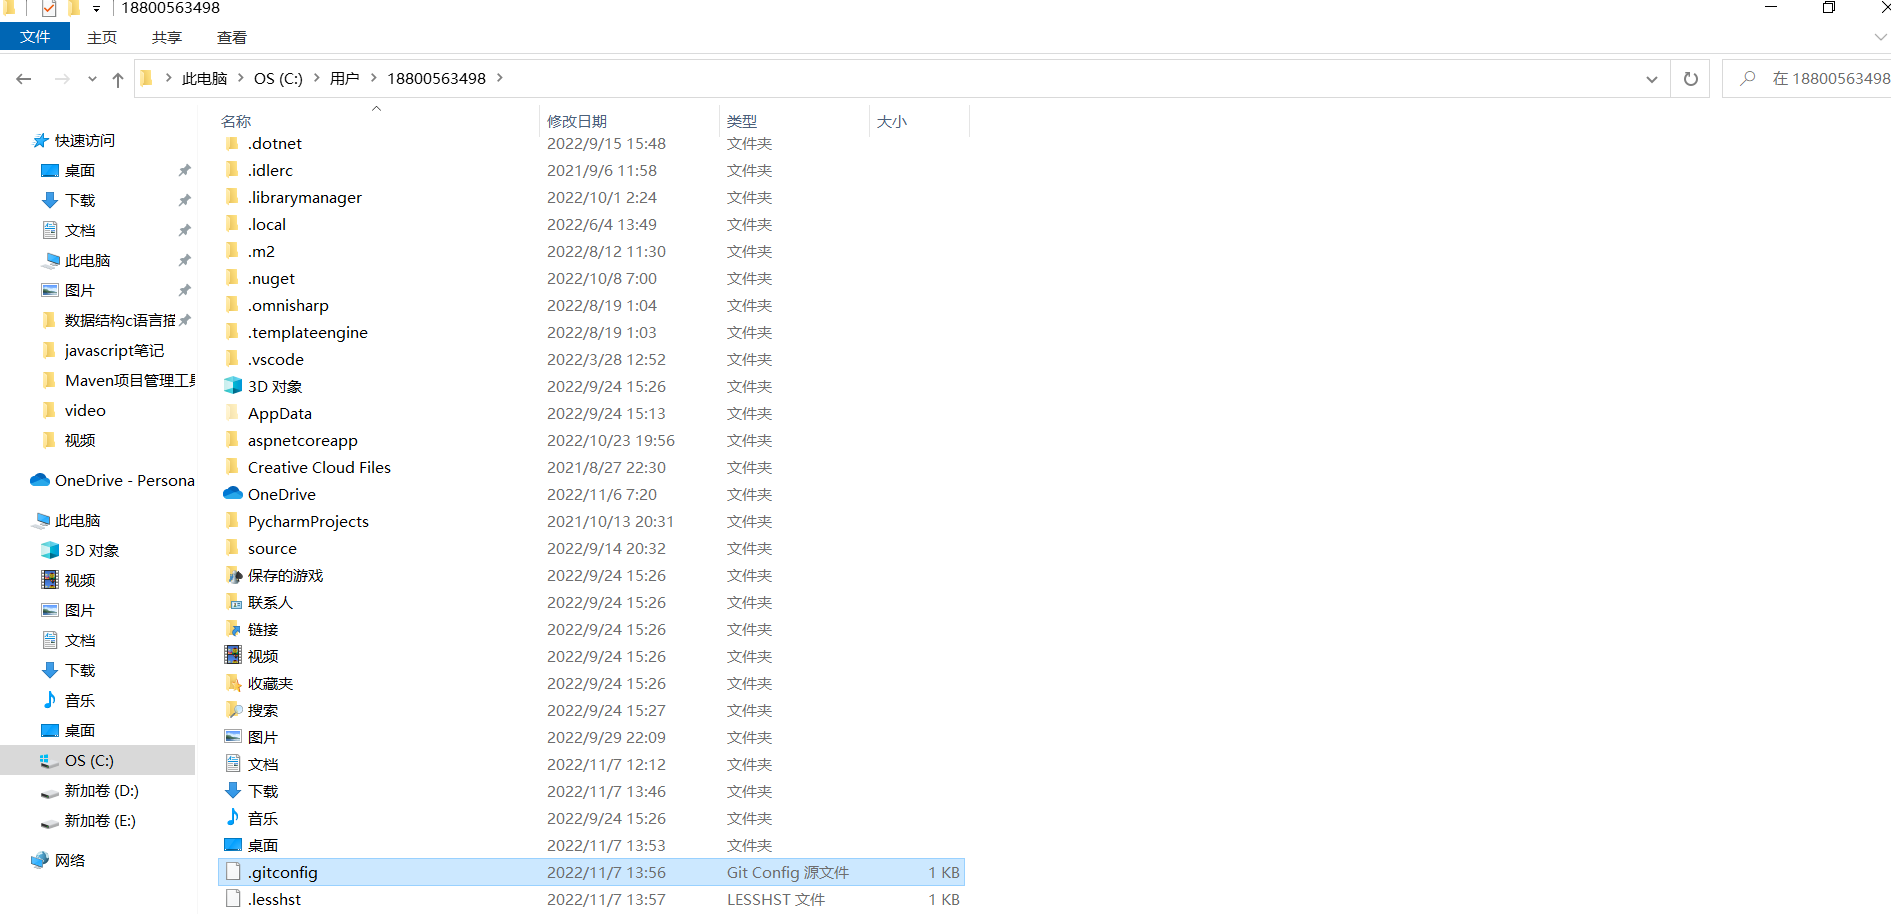 18800563498
文件 主页 共享 查看
此电脑 OS (C:) 用户 18800563498
在 18800563498
名称 修改日期 类型 大小
快速访问
桌面
下载
文档
此电脑
图片
数据结构c语言描
javascript笔记
Maven项目管理工具
video
视频
OneDrive - Persona
此电脑
3D 对象
视频
图片
文档
下载
音乐
桌面
OS (C:)
新加卷 (D:)
新加卷 (E:)
网络
.dotnet 2022/9/15 15:48 文件夹
.idlerc 2021/9/6 11:58 文件夹
.librarymanager 2022/10/1 2:24 文件夹
.local 2022/6/4 13:49 文件夹
.m2 2022/8/12 11:30 文件夹
.nuget 2022/10/8 7:00 文件夹
.omnisharp 2022/8/19 1:04 文件夹
.templateengine 2022/8/19 1:03 文件夹
.vscode 2022/3/28 12:52 文件夹
3D 对象 2022/9/24 15:26 文件夹
AppData 2022/9/24 15:13 文件夹
aspnetcoreapp 2022/10/23 19:56 文件夹
Creative Cloud Files 2021/8/27 22:30 文件夹
OneDrive 2022/11/6 7:20 文件夹
PycharmProjects 2021/10/13 20:31 文件夹
source 2022/9/14 20:32 文件夹
保存的游戏 2022/9/24 15:26 文件夹
联系人 2022/9/24 15:26 文件夹
链接 2022/9/24 15:26 文件夹
视频 2022/9/24 15:26 文件夹
收藏夹 2022/9/24 15:26 文件夹
搜索 2022/9/24 15:27 文件夹
图片 2022/9/29 22:09 文件夹
文档 2022/11/7 12:12 文件夹
下载 2022/11/7 13:46 文件夹
音乐 2022/9/24 15:26 文件夹
桌面 2022/11/7 13:53 文件夹
.gitconfig 2022/11/7 13:56 Git Config 源文件 1 KB
.lesshst 2022/11/7 13:57 LESSHST 文件 1 KB